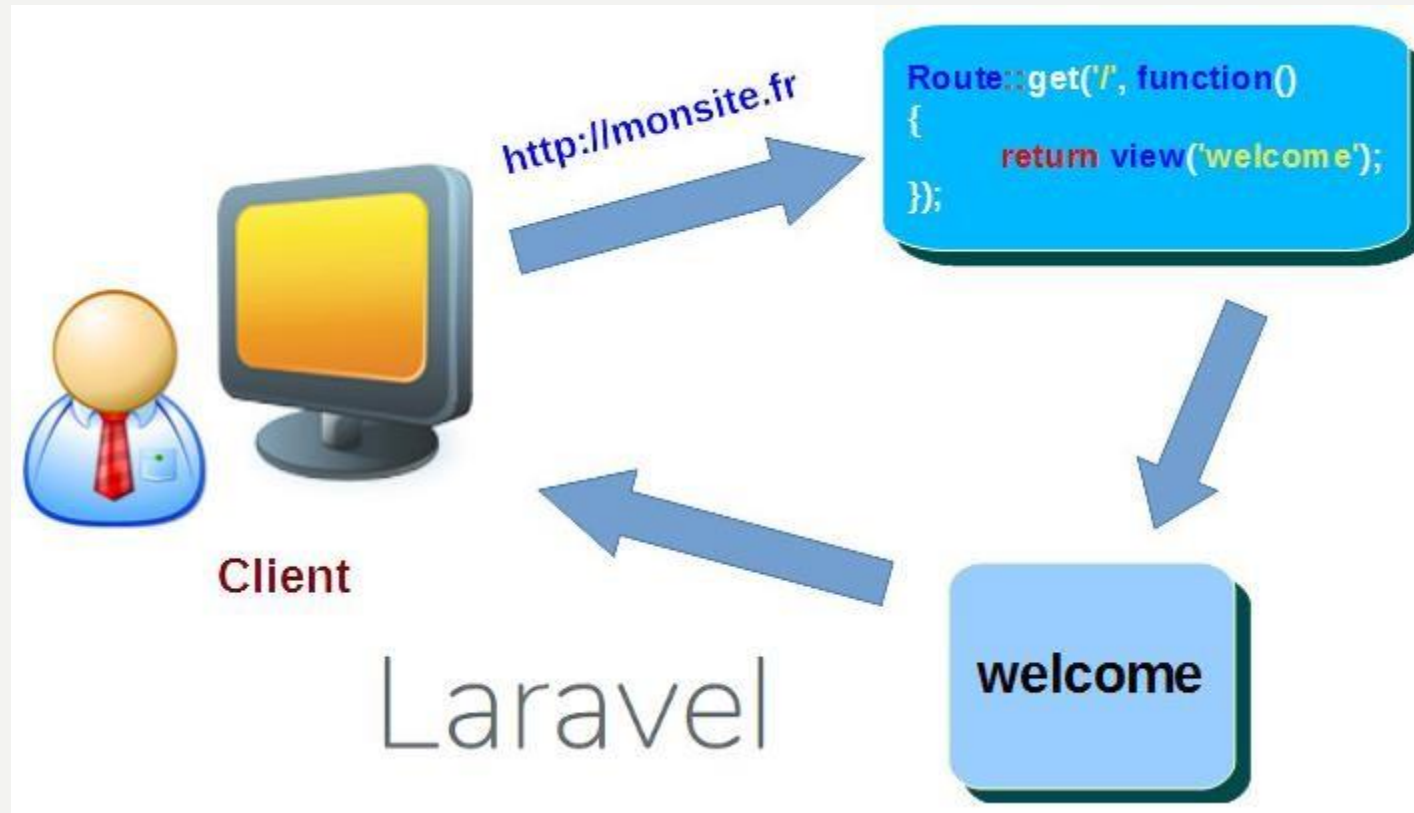 http://monsite.fr
Route::get('/', function()
{
return view('welcome');
});
Client
welcome
Laravel